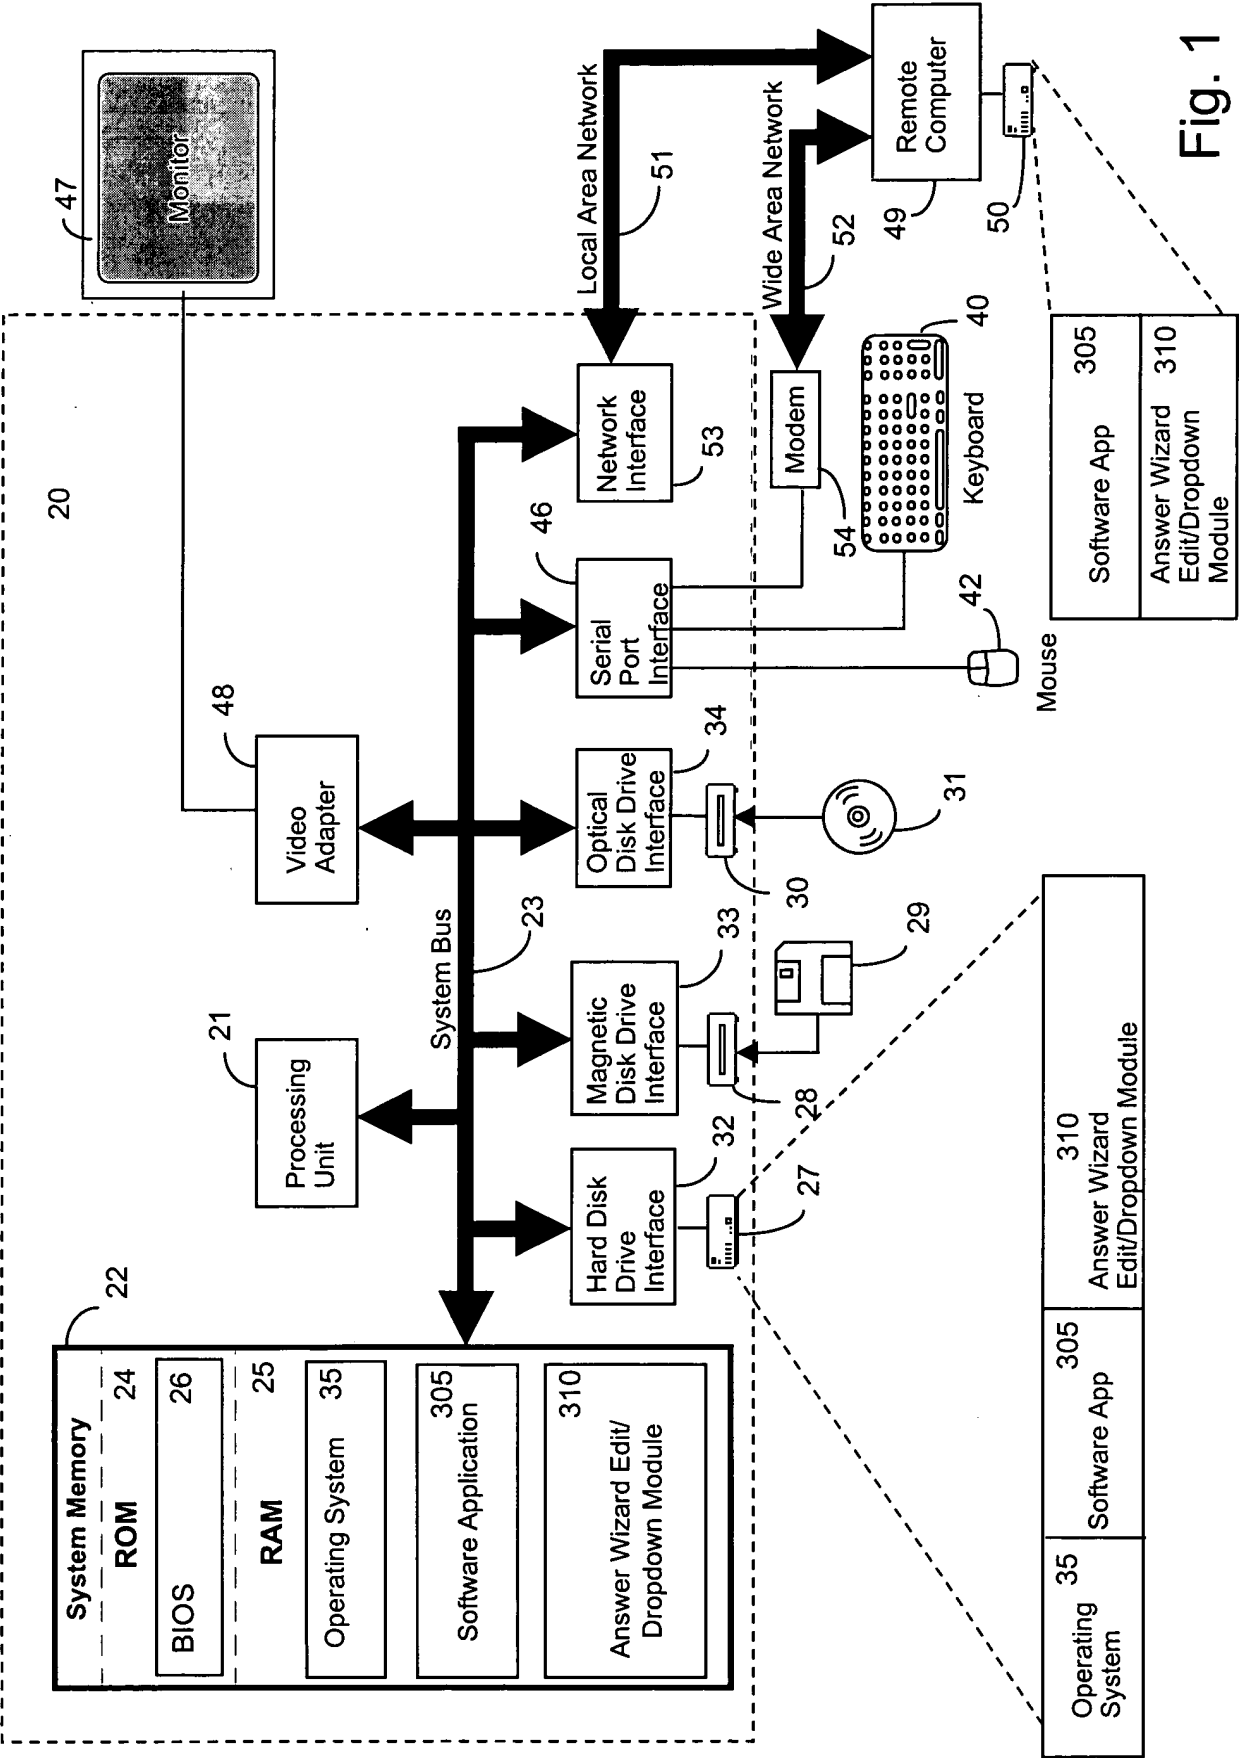 System Memory
ROM
24
BIOS
26
RAM
25
Operating System
35
Software Application
305
Answer Wizard Edit/
Dropdown Module
310
22
Processing
Unit
21
Video
Adapter
48
20
47
Monitor
System Bus
23
Hard Disk
Drive
Interface
32
Magnetic
Disk Drive
Interface
33
Optical
Disk Drive
Interface
34
Serial
Port
Interface
46
Network
Interface
53
Local Area Network
51
27
28
29
30
31
Modem
54
Wide Area Network
52
Keyboard
40
Mouse
42
Remote
Computer
49
50
Operating
System
35
Software App
305
310
Answer Wizard
Edit/Dropdown Module
Software App
305
Answer Wizard
Edit/Dropdown
Module
310
Fig. 1